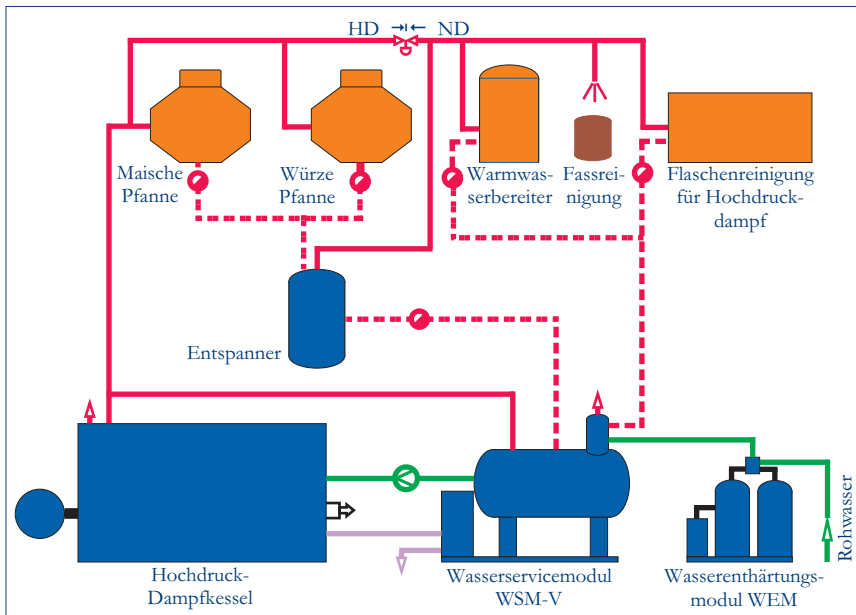 HD
ND
Maische
Pfanne
Würze
Pfanne
Warmwas-
serbereiter
Fassrei-
nigung
Flaschenreinigung
für Hochdruck-
dampf
Entspanner
Rohwasser
Hochdruck-
Dampfkessel
Wasserservicemodul
WSM-V
Wasserenthärtungs-
modul WEM